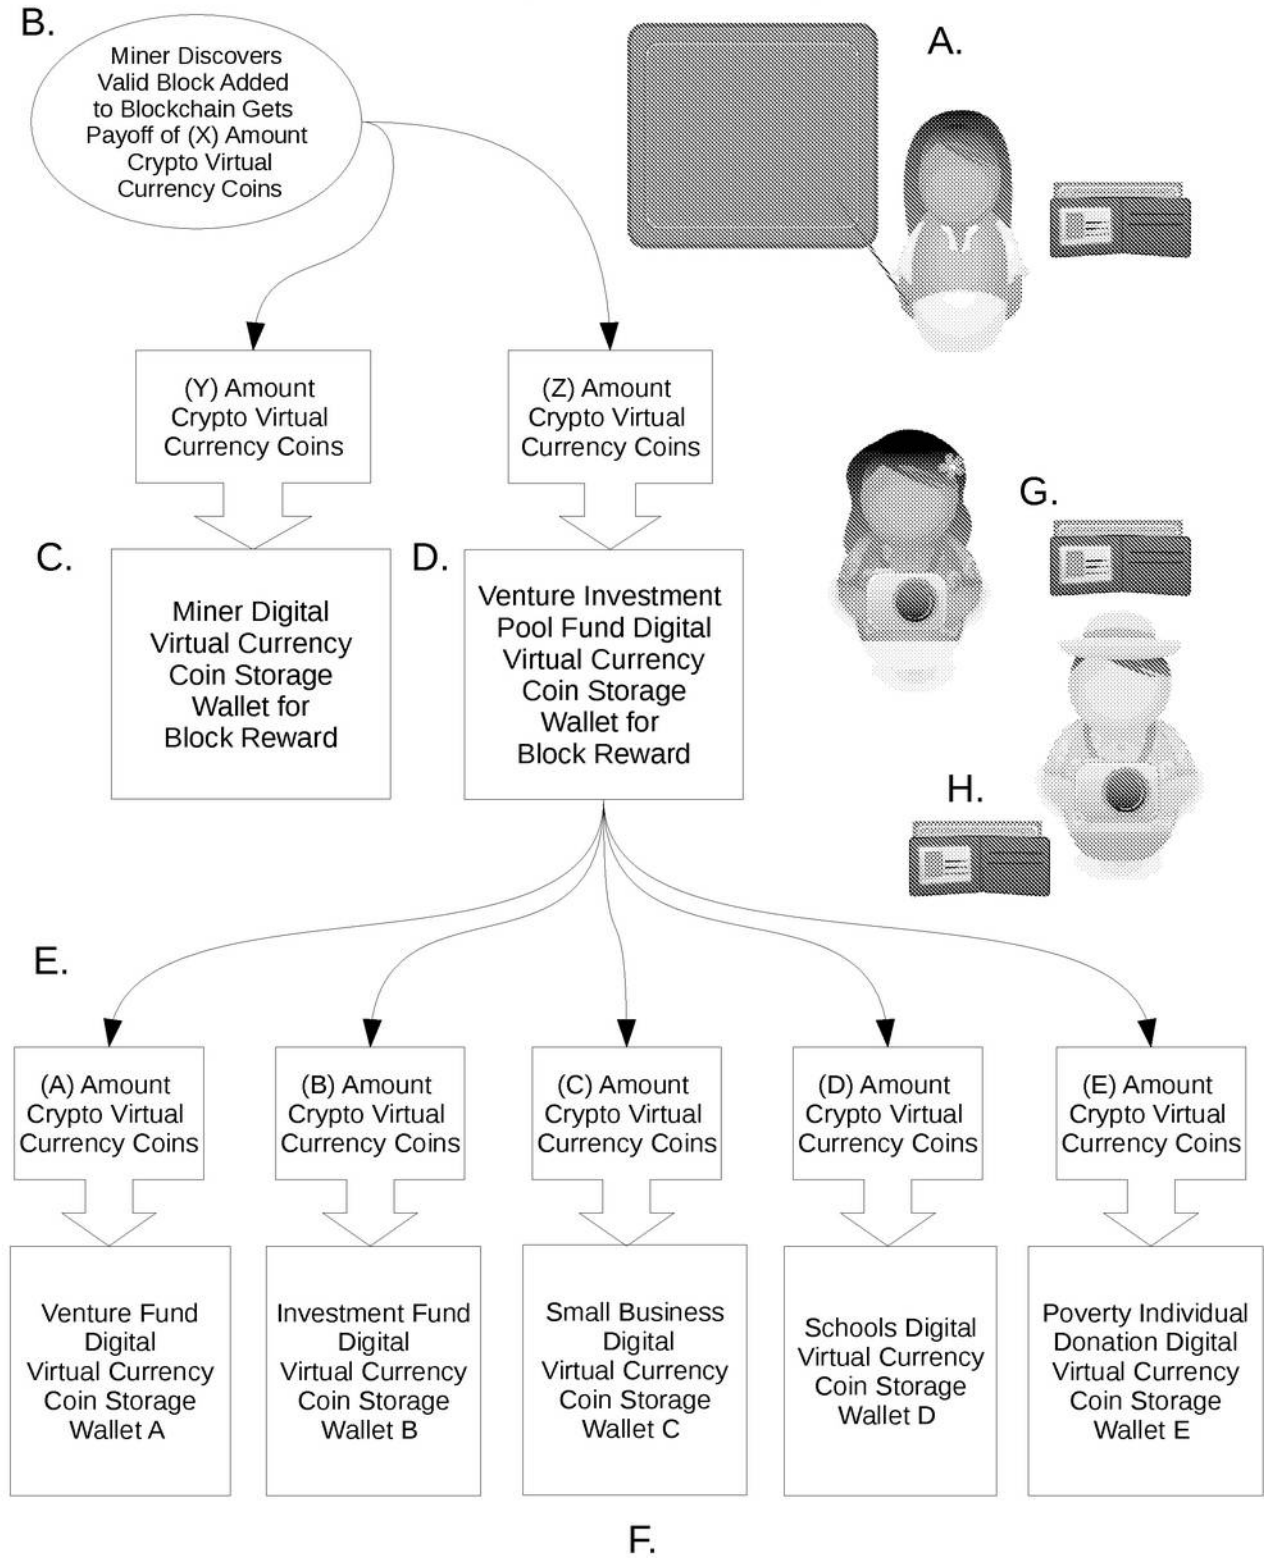 B.
Miner Discovers
Valid Block Added
to Blockchain Gets
Payoff of (X) Amount
Crypto Virtual
Currency Coins
A.
(Y) Amount
Crypto Virtual
Currency Coins
(Z) Amount
Crypto Virtual
Currency Coins
G.
C.
Miner Digital
Virtual Currency
Coin Storage
Wallet for
Block Reward
D.
Venture Investment
Pool Fund Digital
Virtual Currency
Coin Storage
Wallet for
Block Reward
H.
E.
(A) Amount
Crypto Virtual
Currency Coins
(B) Amount
Crypto Virtual
Currency Coins
(C) Amount
Crypto Virtual
Currency Coins
(D) Amount
Crypto Virtual
Currency Coins
(E) Amount
Crypto Virtual
Currency Coins
Venture Fund
Digital
Virtual Currency
Coin Storage
Wallet A
Investment Fund
Digital
Virtual Currency
Coin Storage
Wallet B
Small Business
Digital
Virtual Currency
Coin Storage
Wallet C
Schools Digital
Virtual Currency
Coin Storage
Wallet D
Poverty Individual
Donation Digital
Virtual Currency
Coin Storage
Wallet E
F.